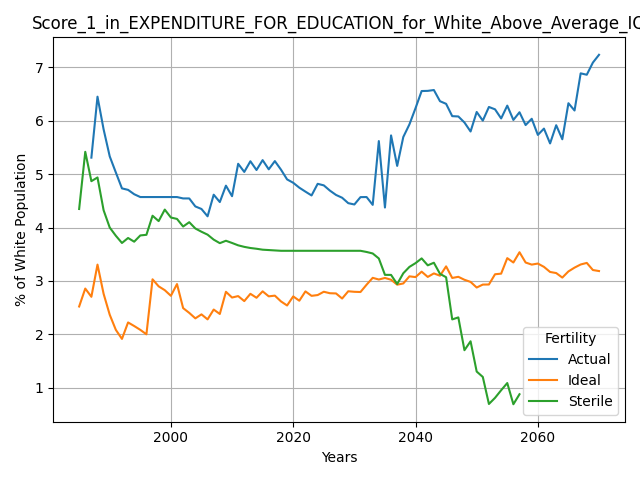 Score_1_in_EXPENDITURE_FOR_EDUCATION_for_White_Above_Average_IC
7
6
5
4
3
2
1
% of White Population
2000
2020
2040
2060
Years
Fertility
Actual
Ideal
Sterile